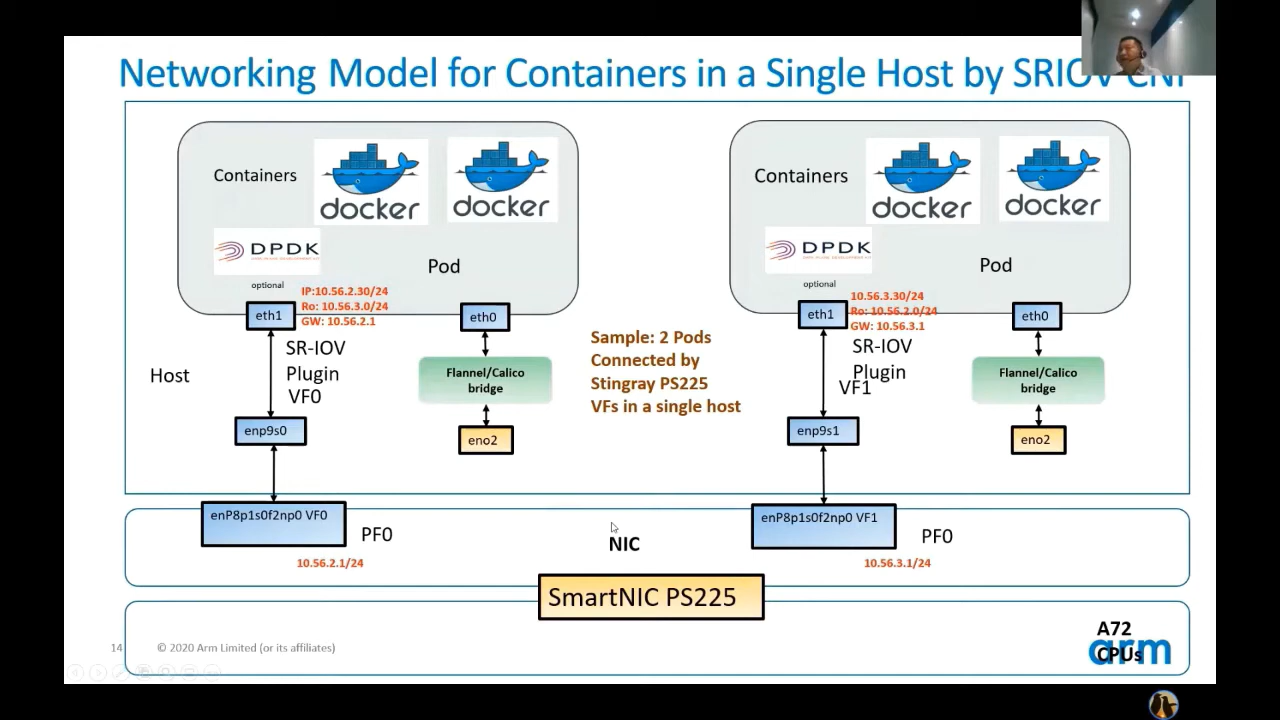 Networking Model for Containers in a Single Host by SRIOV CNI
Containers
docker
docker
DPDK
Pod
optional
eth1
IP:10.56.2.30/24
Ro: 10.56.3.0/24
GW: 10.56.2.1
eth0
SR-IOV
Plugin
VF0
Host
Flannel/Calico
bridge
enp9s0
eno2
Sample: 2 Pods
Connected by
Stingray PS225
VFs in a single host
Containers
docker
docker
DPDK
Pod
optional
eth1
10.56.3.30/24
Ro: 10.56.2.0/24
GW: 10.56.3.1
eth0
SR-IOV
Plugin
VF1
Flannel/Calico
bridge
enp9s1
eno2
enP8p1s0f2np0 VF0
PF0
10.56.2.1/24
NIC
enP8p1s0f2np0 VF1
PF0
10.56.3.1/24
SmartNIC PS225
A72
CPUs
arm
14
© 2020 Arm Limited (or its affiliates)